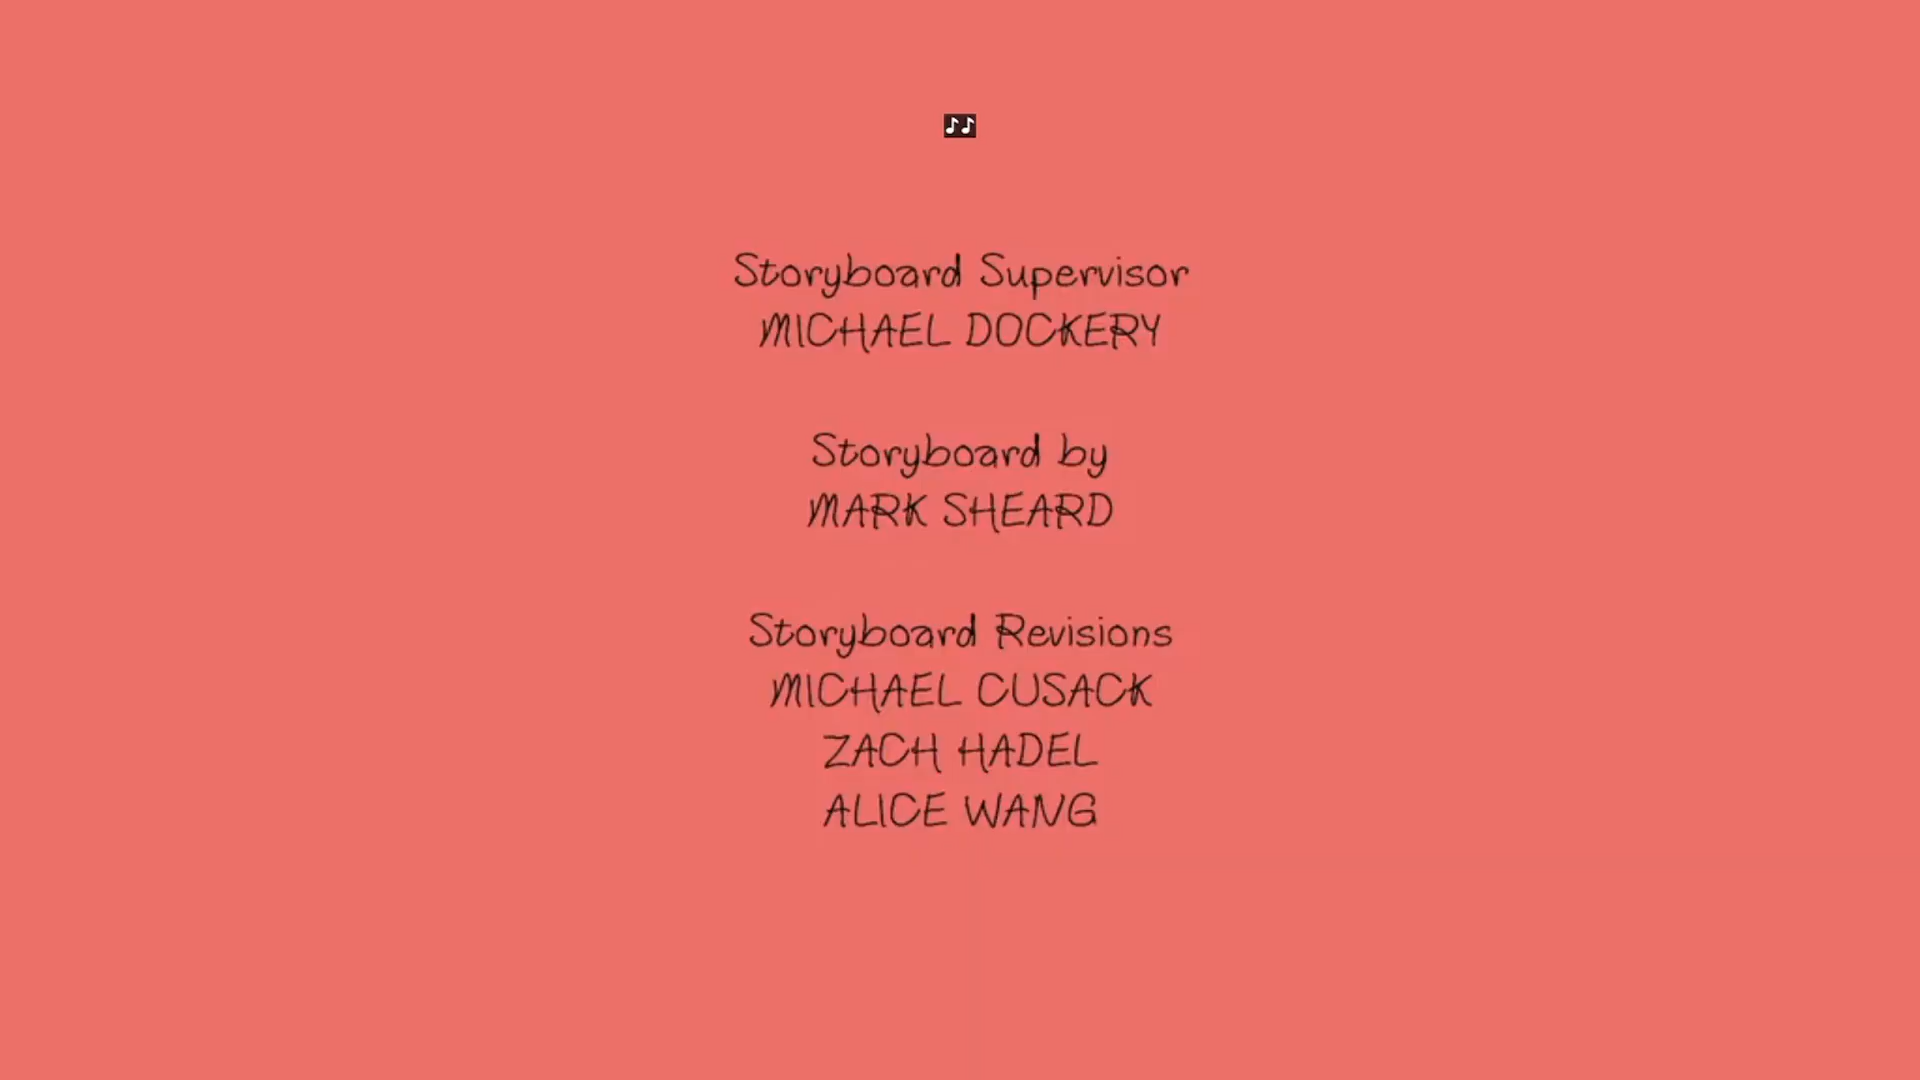 ♪♪
Storyboard Supervisor
MICHAEL DOCKERY
Storyboard by
MARK SHEARD
Storyboard Revisions
MICHAEL CUSACK
ZACH HADEL
ALICE WANG